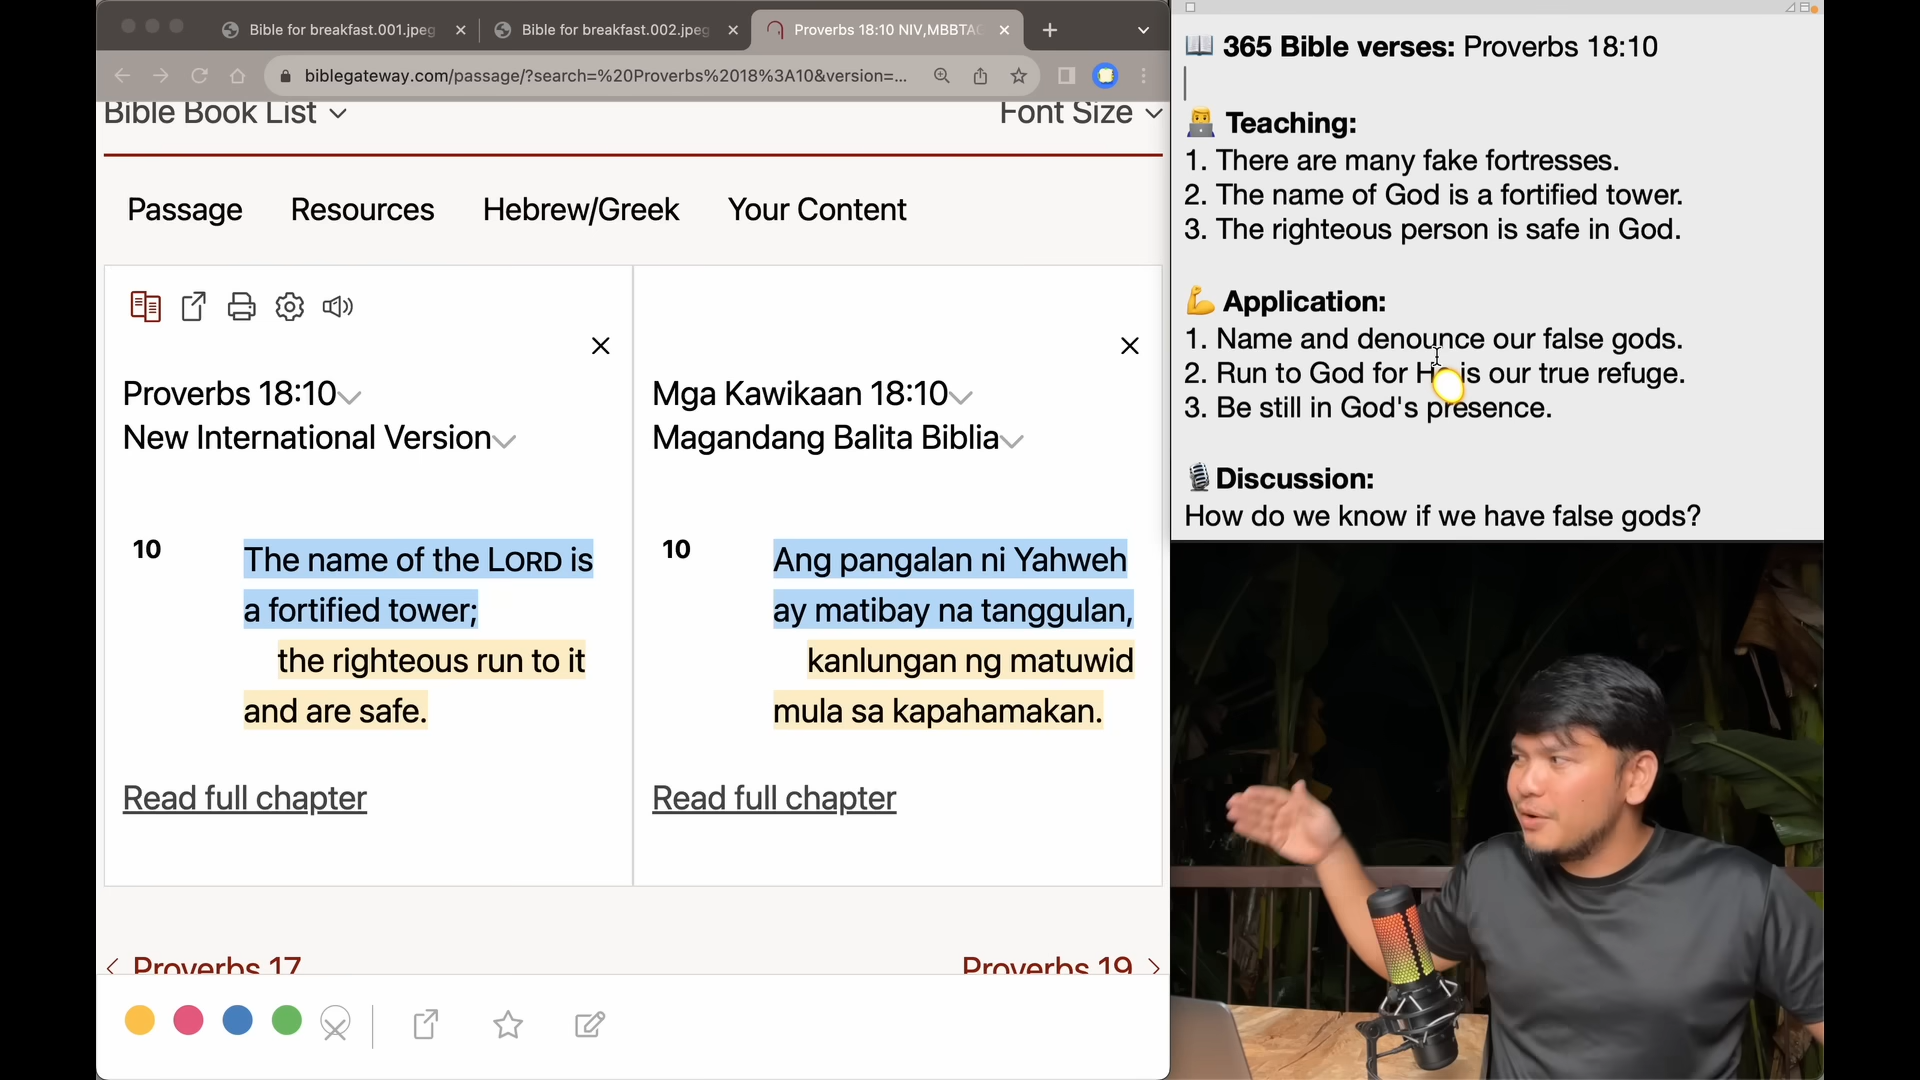 Bible for breakfast.001.jpeg
Bible for breakfast.002.jpeg
Proverbs 18:10 NIV,MBBTAG
biblegateway.com/passage/?search=%20Proverbs%2018%3A10&version=...
Bible Book List
Font Size
Passage
Resources
Hebrew/Greek
Your Content
Proverbs 18:10
New International Version
10
The name of the LORD is
a fortified tower;
the righteous run to it
and are safe.
Read full chapter
Mga Kawikaan 18:10
Magandang Balita Biblia
10
Ang pangalan ni Yahweh
ay matibay na tanggulan,
kanlungan ng matuwid
mula sa kapahamakan.
Read full chapter
Proverbs 17
Proverbs 19
📖 365 Bible verses: Proverbs 18:10
👨‍💻 Teaching:
1. There are many fake fortresses.
2. The name of God is a fortified tower.
3. The righteous person is safe in God.
💪 Application:
1. Name and denounce our false gods.
2. Run to God for He is our true refuge.
3. Be still in God's presence.
🎙️Discussion:
How do we know if we have false gods?